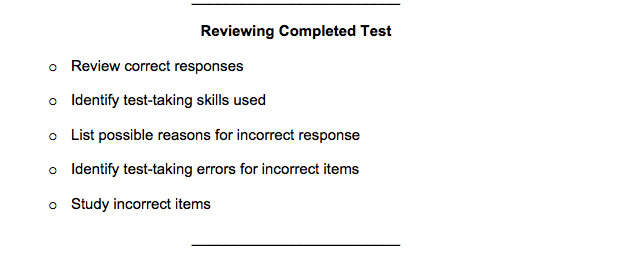 Reviewing Completed Test
o Review correct responses
o Identify test-taking skills used
o List possible reasons for incorrect response
o Identify test-taking errors for incorrect items
o Study incorrect items